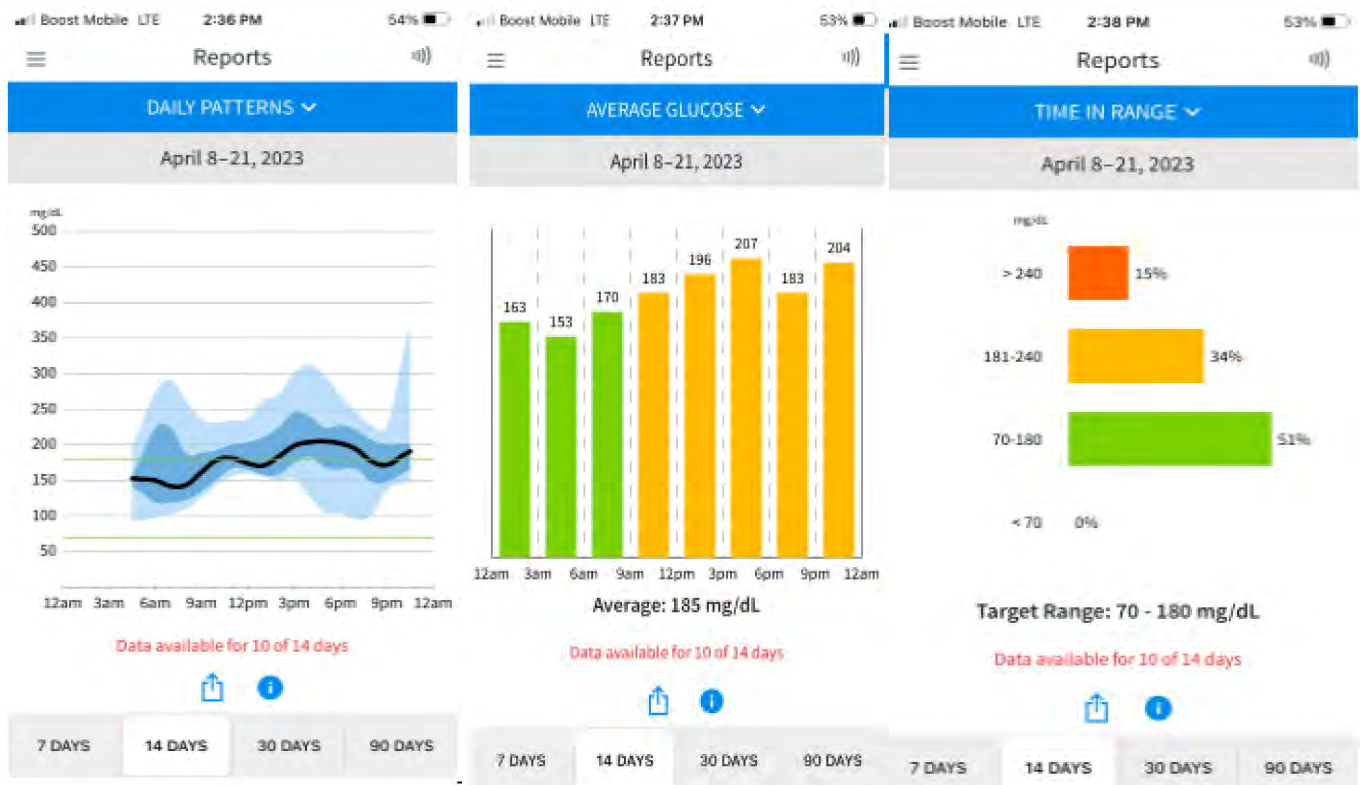 Boost Mobile LTE 2:36 PM 54%
Reports
DAILY PATTERNS
April 8–21, 2023
mg/dL
500
450
400
350
300
250
200
150
100
50
12am 3am 6am 9am 12pm 3pm 6pm 9pm 12am
Data available for 10 of 14 days
i
7 DAYS 14 DAYS 30 DAYS 90 DAYS
Boost Mobile LTE 2:37 PM 53%
Reports
AVERAGE GLUCOSE
April 8–21, 2023
163 153 170 183 196 207 183 204
12am 3am 6am 9am 12pm 3pm 6pm 9pm 12am
Average: 185 mg/dL
Data available for 10 of 14 days
i
7 DAYS 14 DAYS 30 DAYS 90 DAYS
Boost Mobile LTE 2:38 PM 53%
Reports
TIME IN RANGE
April 8–21, 2023
mg/dL
> 240 15%
181-240 34%
70-180 51%
< 70 0%
Target Range: 70 - 180 mg/dL
Data available for 10 of 14 days
i
7 DAYS 14 DAYS 30 DAYS 90 DAYS